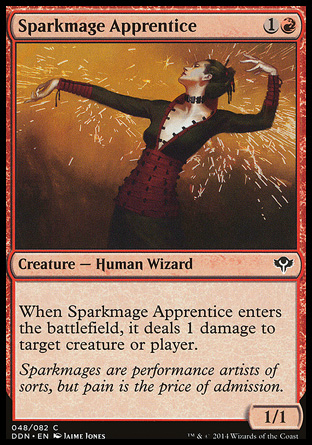 Sparkmage Apprentice 1
Creature — Human Wizard
When Sparkmage Apprentice enters
the battlefield, it deals 1 damage to
target creature or player.
Sparkmages are performance artists of
sorts, but pain is the price of admission.
1/1
048/082 C
DDN • EN Jaime Jones
™ & © 2014 Wizards of the Coast